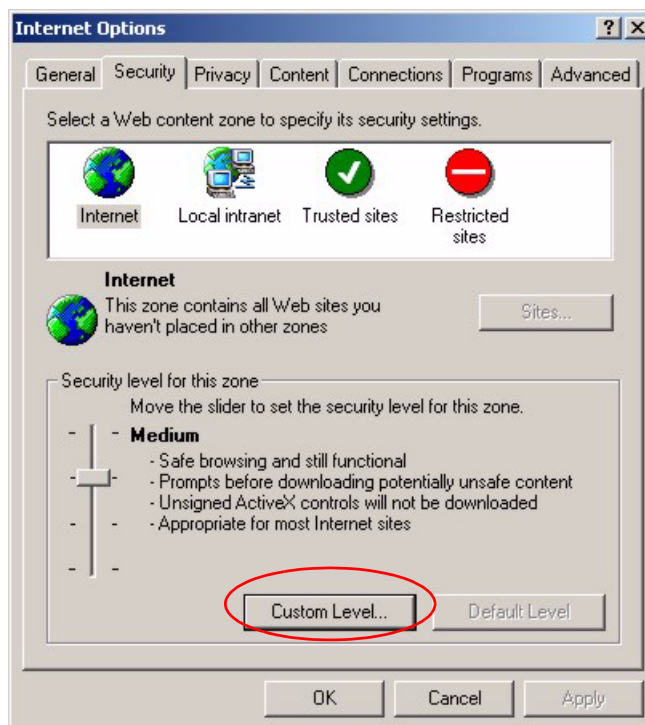 Internet Options
General Security Privacy Content Connections Programs Advanced
Select a Web content zone to specify its security settings.
Internet Local intranet Trusted sites Restricted
sites
Internet
This zone contains all Web sites you
haven't placed in other zones
Sites...
Security level for this zone
Move the slider to set the security level for this zone.
Medium
- Safe browsing and still functional
- Prompts before downloading potentially unsafe content
- Unsigned ActiveX controls will not be downloaded
- Appropriate for most Internet sites
Custom Level... Default Level
OK Cancel Apply